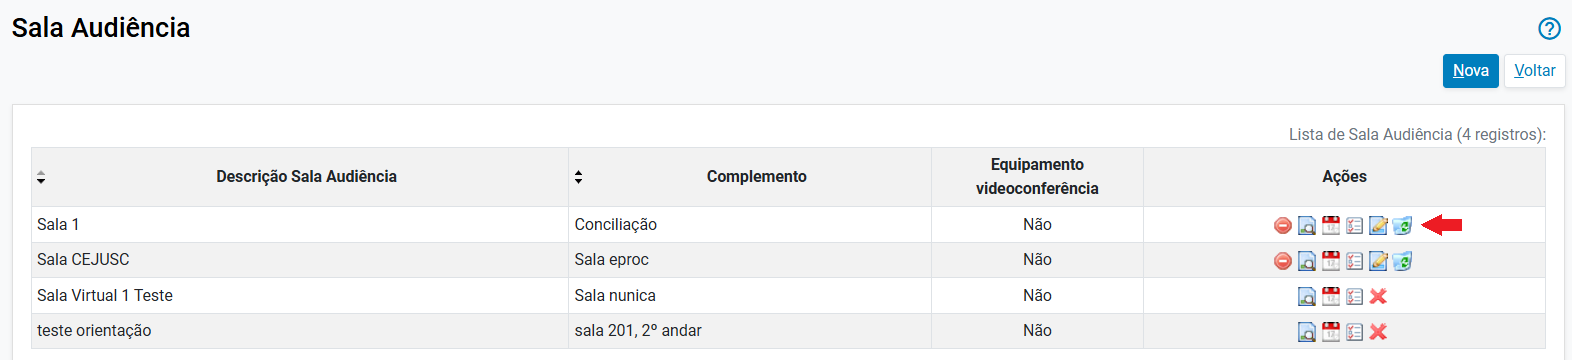 Sala Audiência
Nova Voltar
Lista de Sala Audiência (4 registros):
Descrição Sala Audiência Complemento Equipamento videoconferência Ações
Sala 1 Conciliação Não
Sala CEJUSC Sala eproc Não
Sala Virtual 1 Teste Sala nunica Não
teste orientação sala 201, 2º andar Não